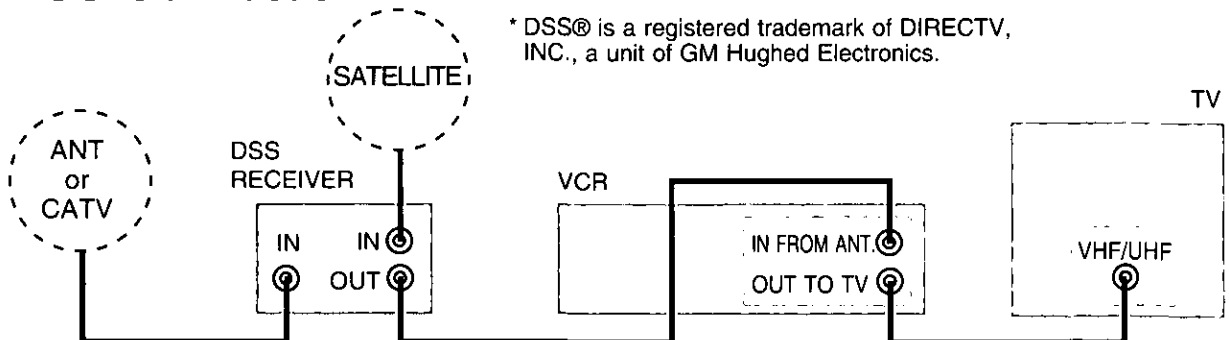 * DSS® is a registered trademark of DIRECTV,
INC., a unit of GM Hughed Electronics.
SATELLITE
TV
ANT
or
CATV
DSS
RECEIVER
VCR
IN
IN
OUT
IN FROM ANT.
OUT TO TV
VHF/UHF